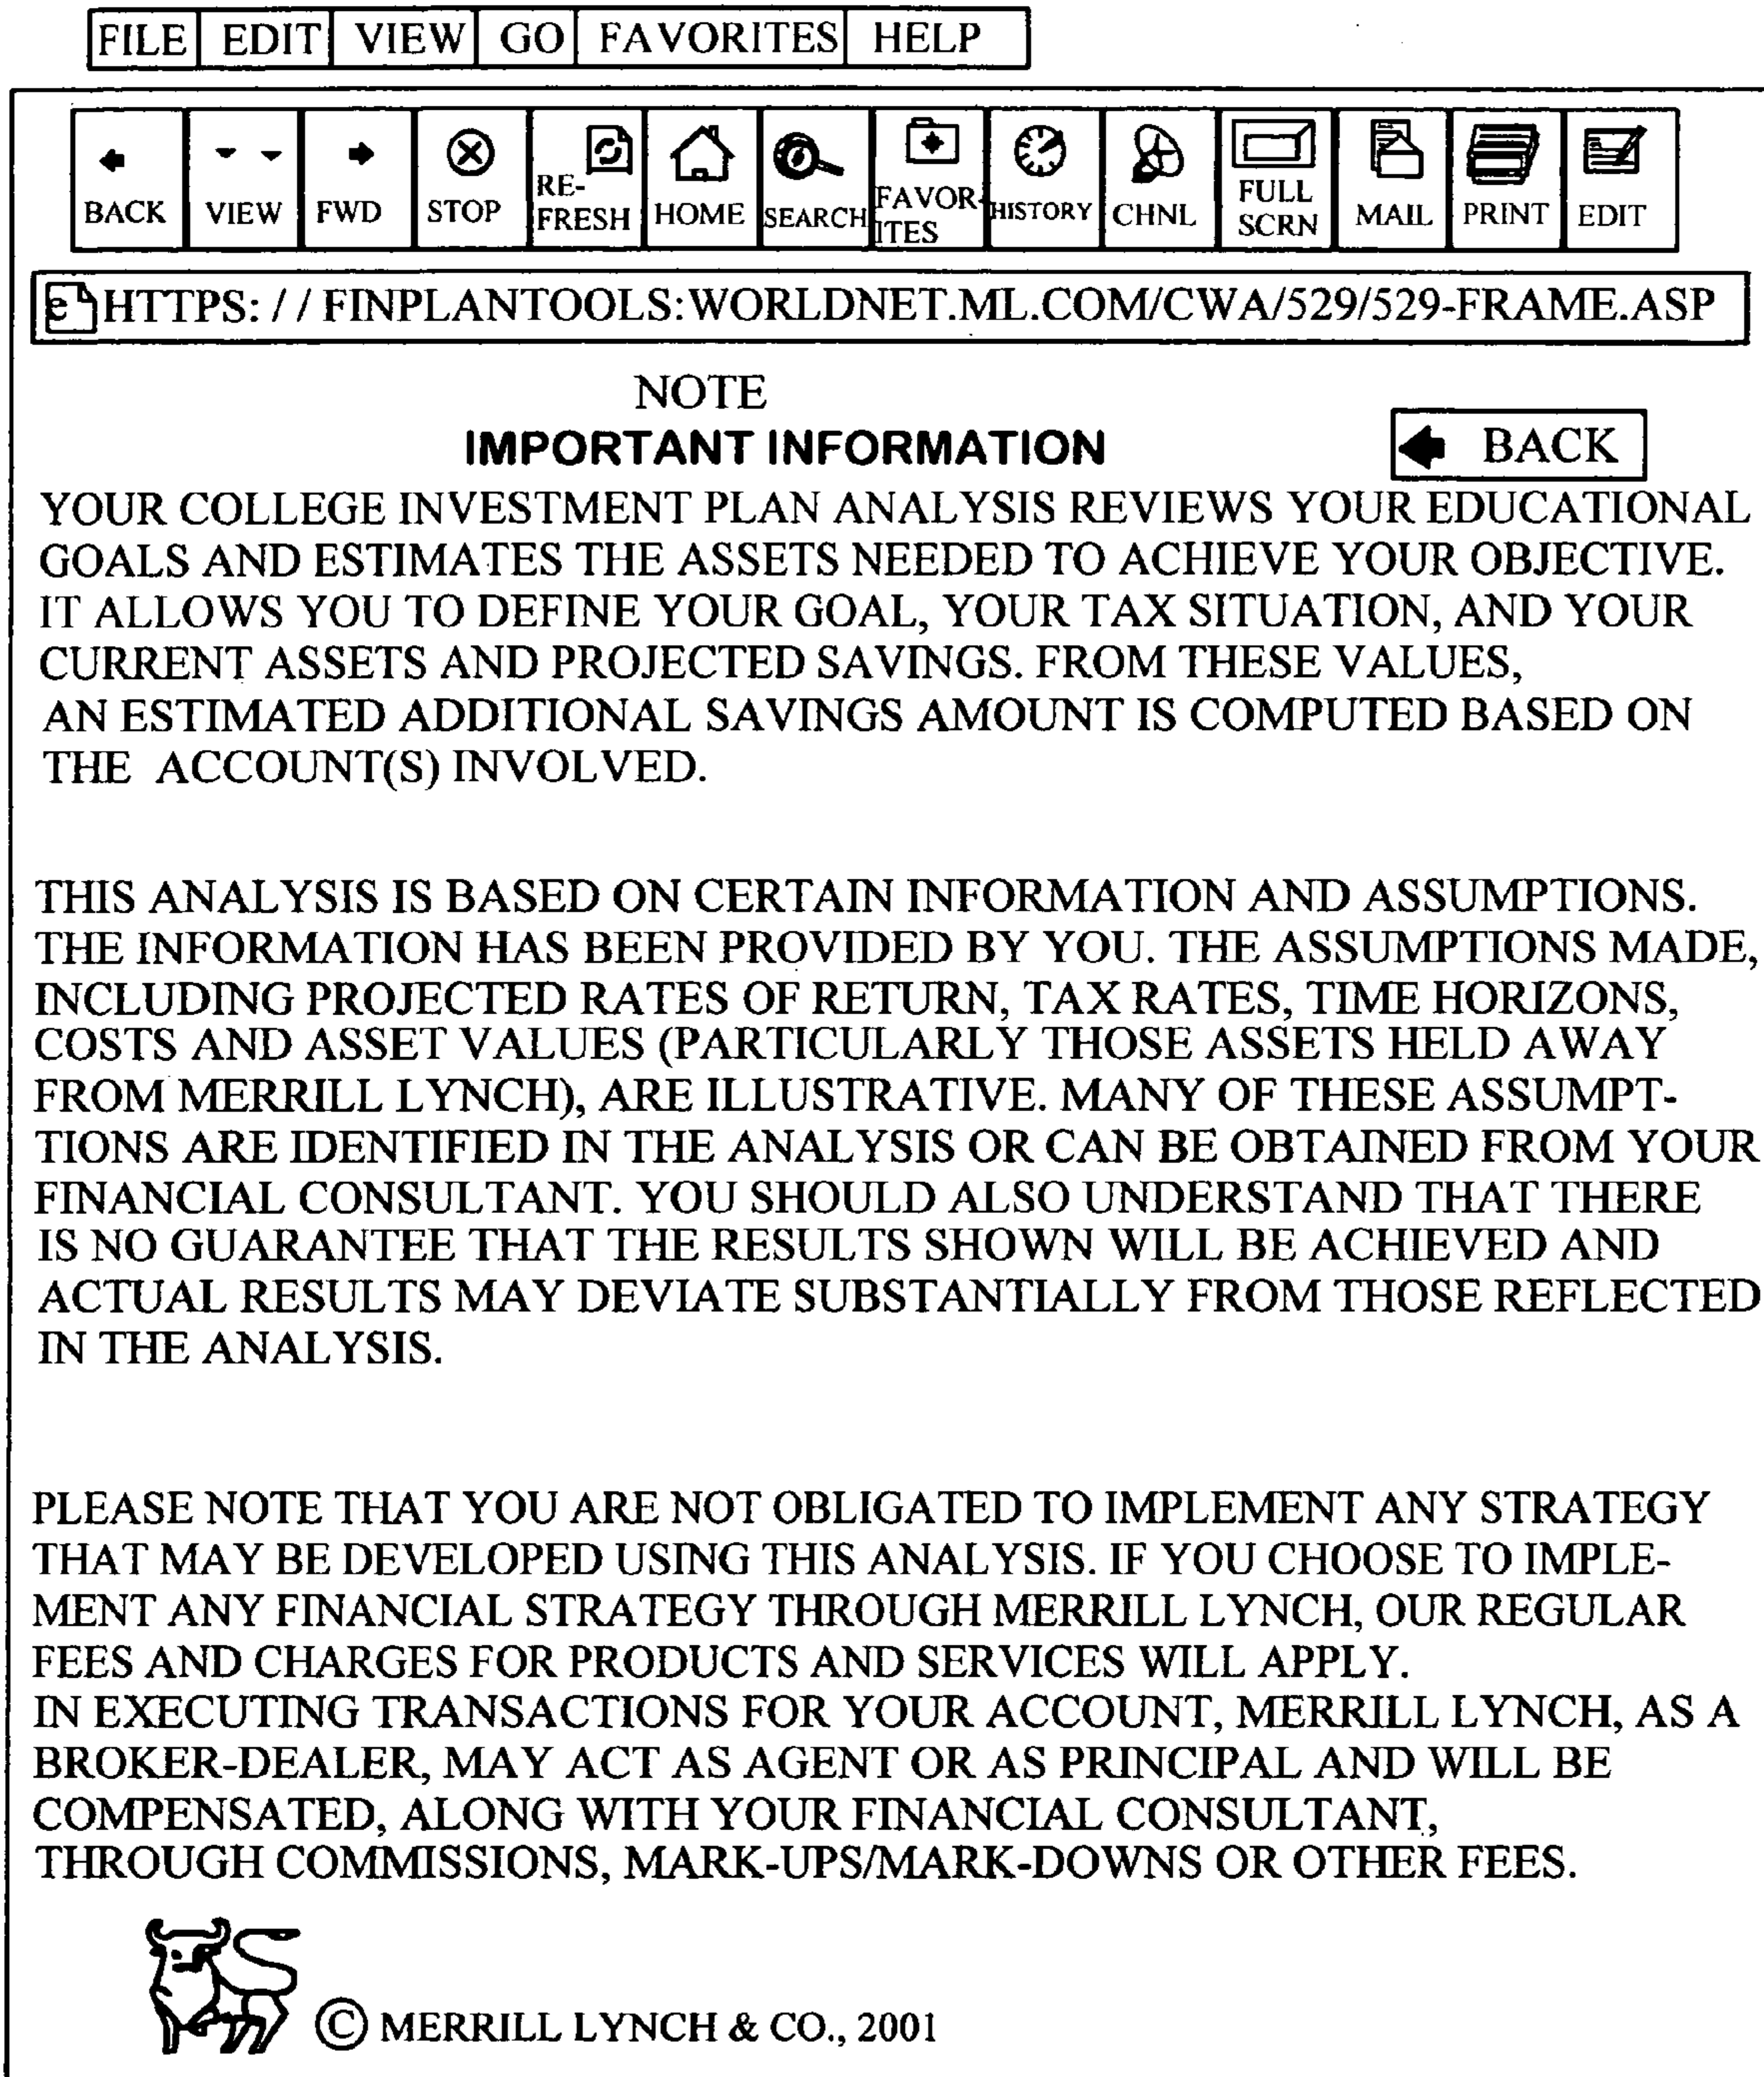 FILE EDIT VIEW GO FAVORITES HELP
BACK VIEW FWD STOP RE-FRESH HOME SEARCH FAVOR-ITES HISTORY CHNL FULL SCRN MAIL PRINT EDIT
e HTTPS: / / FINPLANTOOLS:WORLDNET.ML.COM/CWA/529/529-FRAME.ASP
NOTE
IMPORTANT INFORMATION
BACK
YOUR COLLEGE INVESTMENT PLAN ANALYSIS REVIEWS YOUR EDUCATIONAL
GOALS AND ESTIMATES THE ASSETS NEEDED TO ACHIEVE YOUR OBJECTIVE.
IT ALLOWS YOU TO DEFINE YOUR GOAL, YOUR TAX SITUATION, AND YOUR
CURRENT ASSETS AND PROJECTED SAVINGS. FROM THESE VALUES,
AN ESTIMATED ADDITIONAL SAVINGS AMOUNT IS COMPUTED BASED ON
THE ACCOUNT(S) INVOLVED.
THIS ANALYSIS IS BASED ON CERTAIN INFORMATION AND ASSUMPTIONS.
THE INFORMATION HAS BEEN PROVIDED BY YOU. THE ASSUMPTIONS MADE,
INCLUDING PROJECTED RATES OF RETURN, TAX RATES, TIME HORIZONS,
COSTS AND ASSET VALUES (PARTICULARLY THOSE ASSETS HELD AWAY
FROM MERRILL LYNCH), ARE ILLUSTRATIVE. MANY OF THESE ASSUMPT-
TIONS ARE IDENTIFIED IN THE ANALYSIS OR CAN BE OBTAINED FROM YOUR
FINANCIAL CONSULTANT. YOU SHOULD ALSO UNDERSTAND THAT THERE
IS NO GUARANTEE THAT THE RESULTS SHOWN WILL BE ACHIEVED AND
ACTUAL RESULTS MAY DEVIATE SUBSTANTIALLY FROM THOSE REFLECTED
IN THE ANALYSIS.
PLEASE NOTE THAT YOU ARE NOT OBLIGATED TO IMPLEMENT ANY STRATEGY
THAT MAY BE DEVELOPED USING THIS ANALYSIS. IF YOU CHOOSE TO IMPLE-
MENT ANY FINANCIAL STRATEGY THROUGH MERRILL LYNCH, OUR REGULAR
FEES AND CHARGES FOR PRODUCTS AND SERVICES WILL APPLY.
IN EXECUTING TRANSACTIONS FOR YOUR ACCOUNT, MERRILL LYNCH, AS A
BROKER-DEALER, MAY ACT AS AGENT OR AS PRINCIPAL AND WILL BE
COMPENSATED, ALONG WITH YOUR FINANCIAL CONSULTANT,
THROUGH COMMISSIONS, MARK-UPS/MARK-DOWNS OR OTHER FEES.
© MERRILL LYNCH & CO., 2001